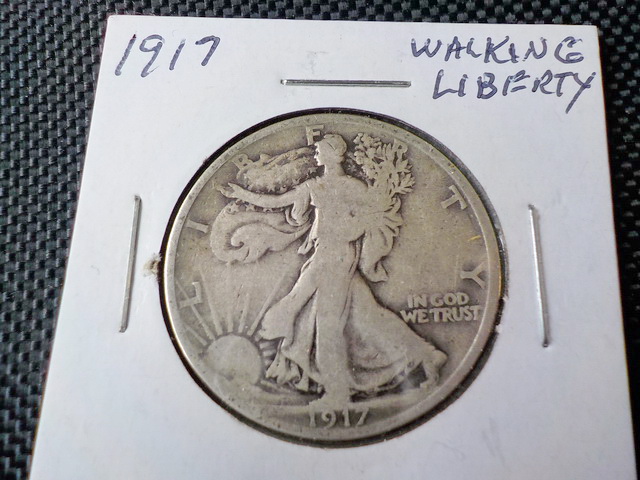 1917
WALKING
LIBERTY
LIBERTY
IN GOD
WE TRUST
1917